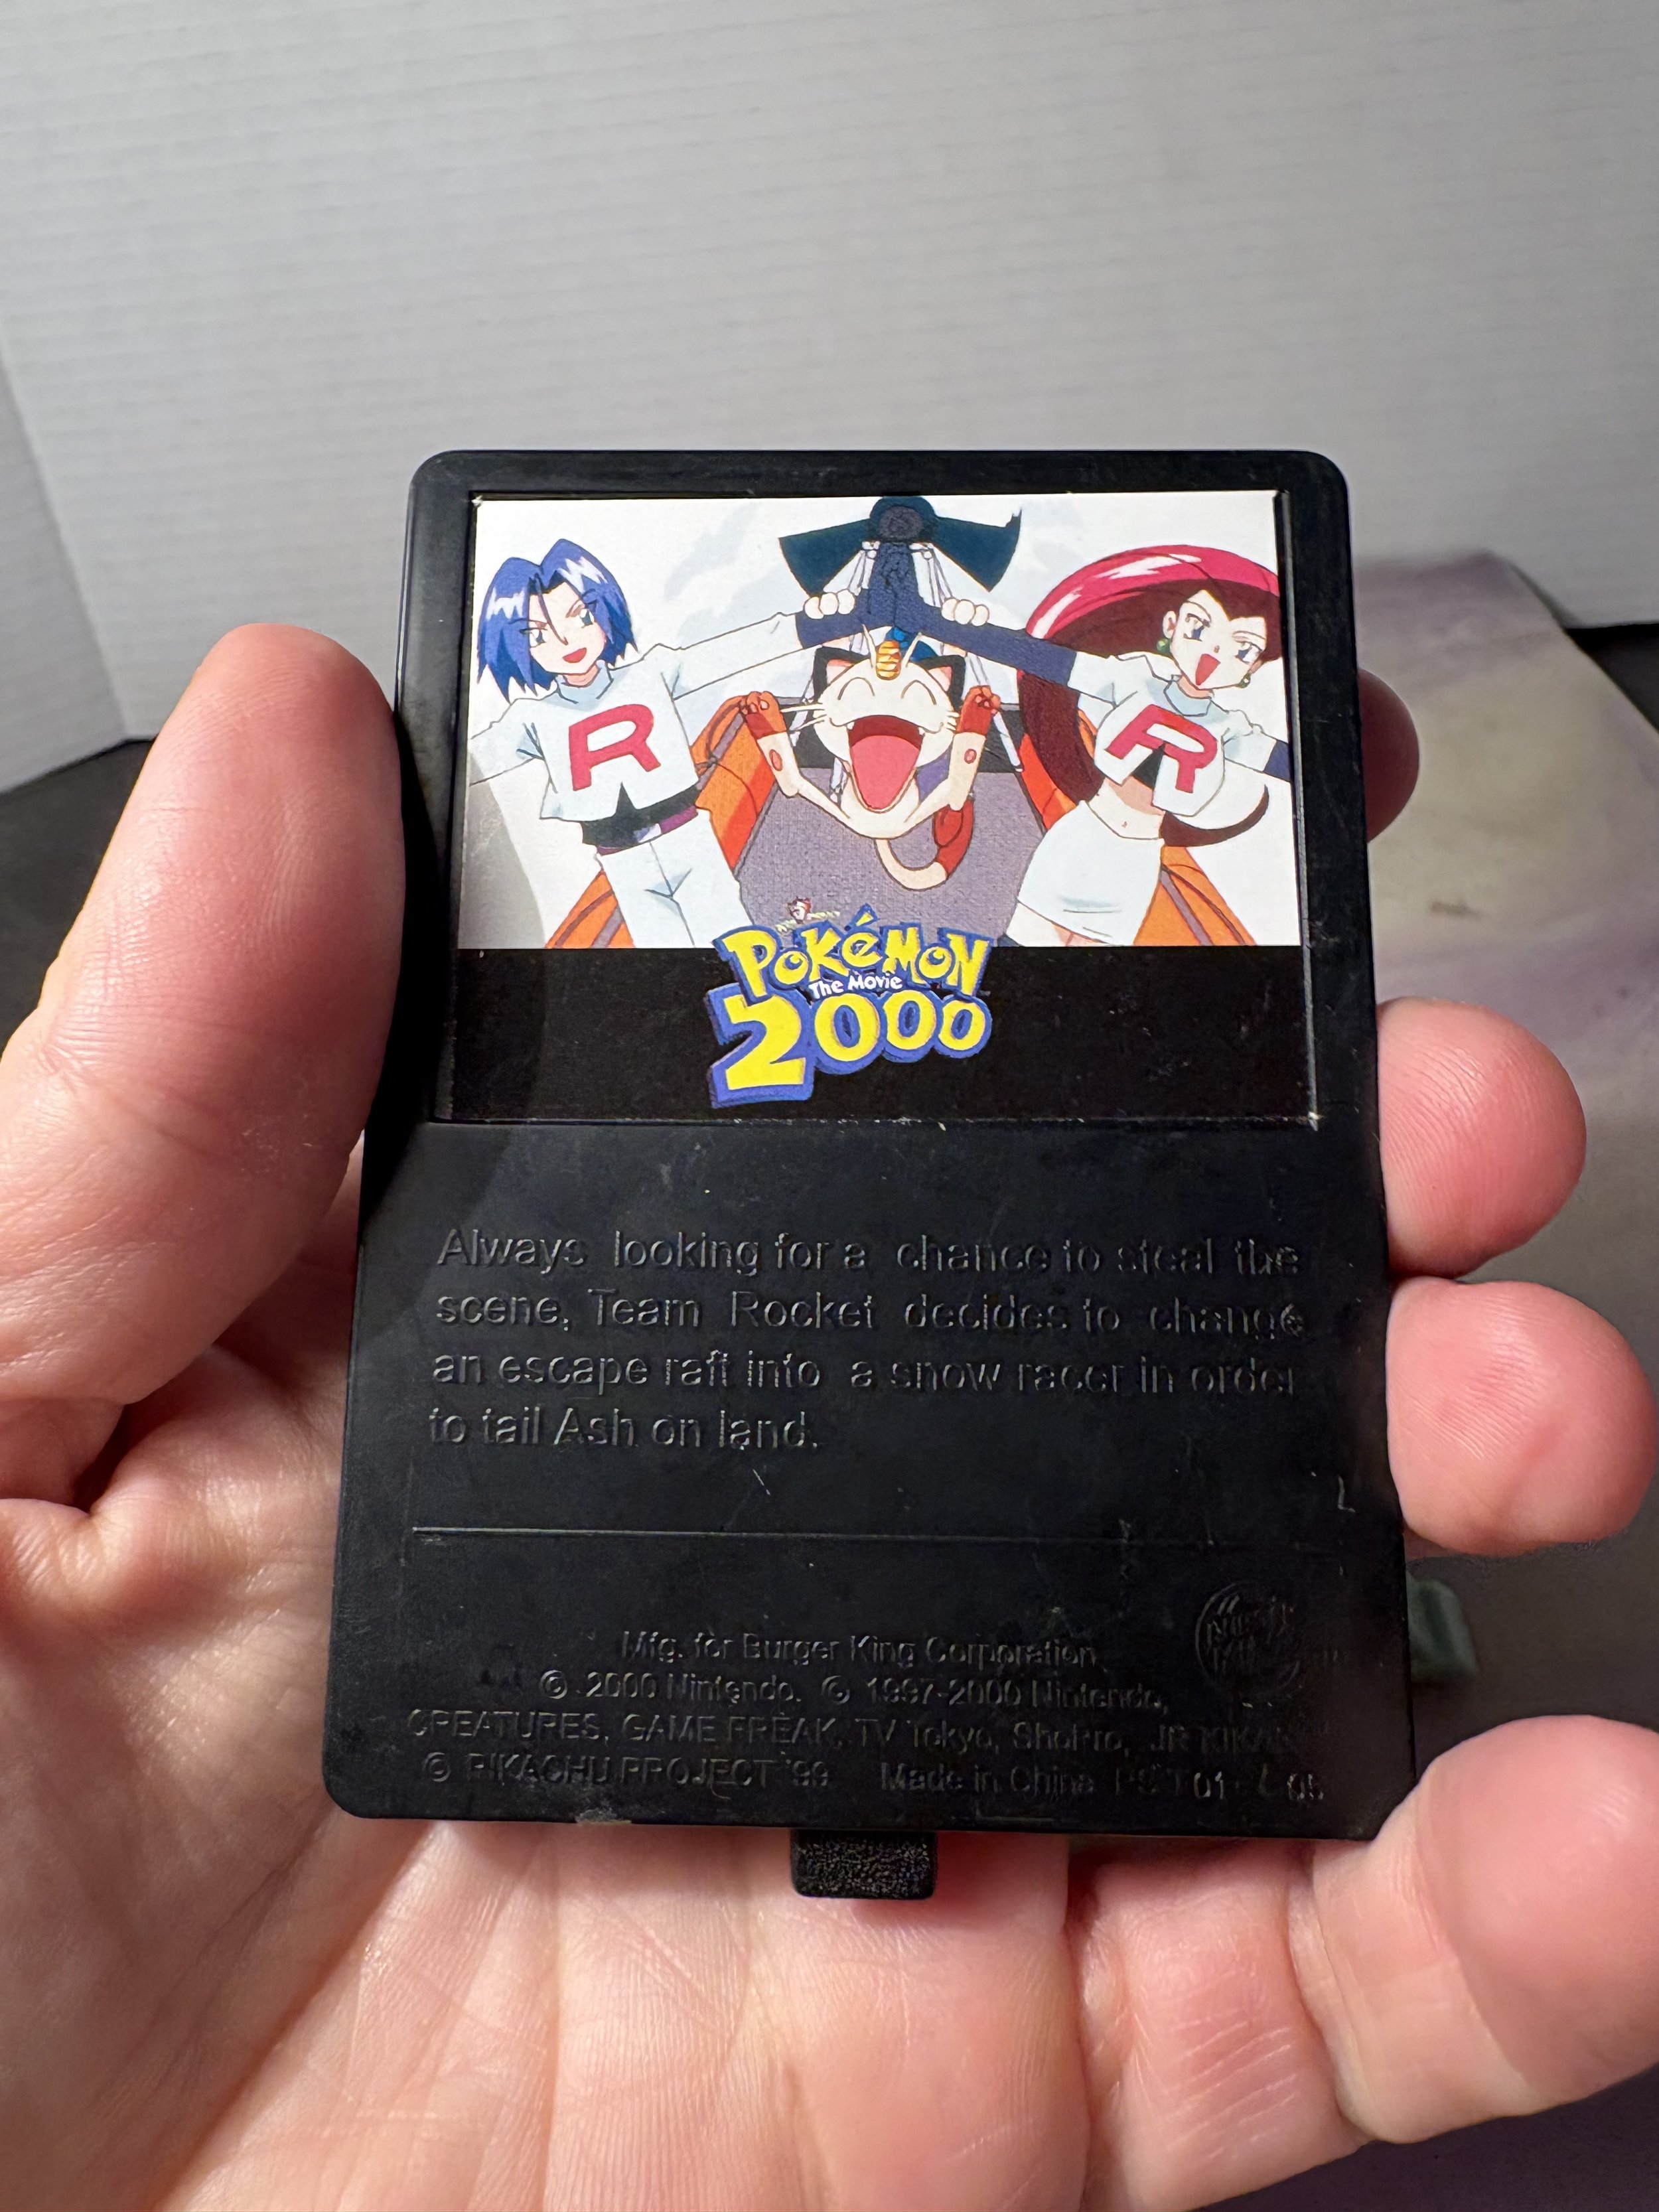 R
R
POKéMON
The Movie
2000
Always looking for a chance to steal the
scene, Team Rocket decides to change
an escape raft into a snow racer in order
to tail Ash on land.
Mfg. for Burger King Corporation
© 2000 Nintendo. © 1997-2000 Nintendo,
CREATURES, GAME FREAK, TV Tokyo, ShoPro, JR KIKAKU
© PIKACHU PROJECT '99 Made in China
BURGER KING